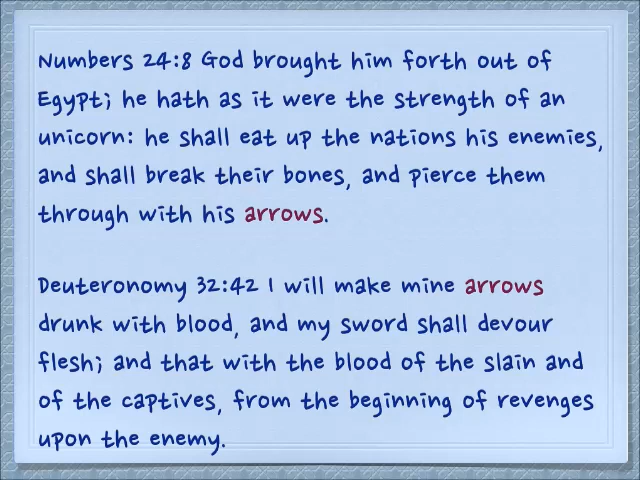 Numbers 24:8 God brought him forth out of
Egypt; he hath as it were the strength of an
unicorn: he shall eat up the nations his enemies,
and shall break their bones, and pierce them
through with his arrows.
Deuteronomy 32:42 I will make mine arrows
drunk with blood, and my sword shall devour
flesh; and that with the blood of the slain and
of the captives, from the beginning of revenges
upon the enemy.